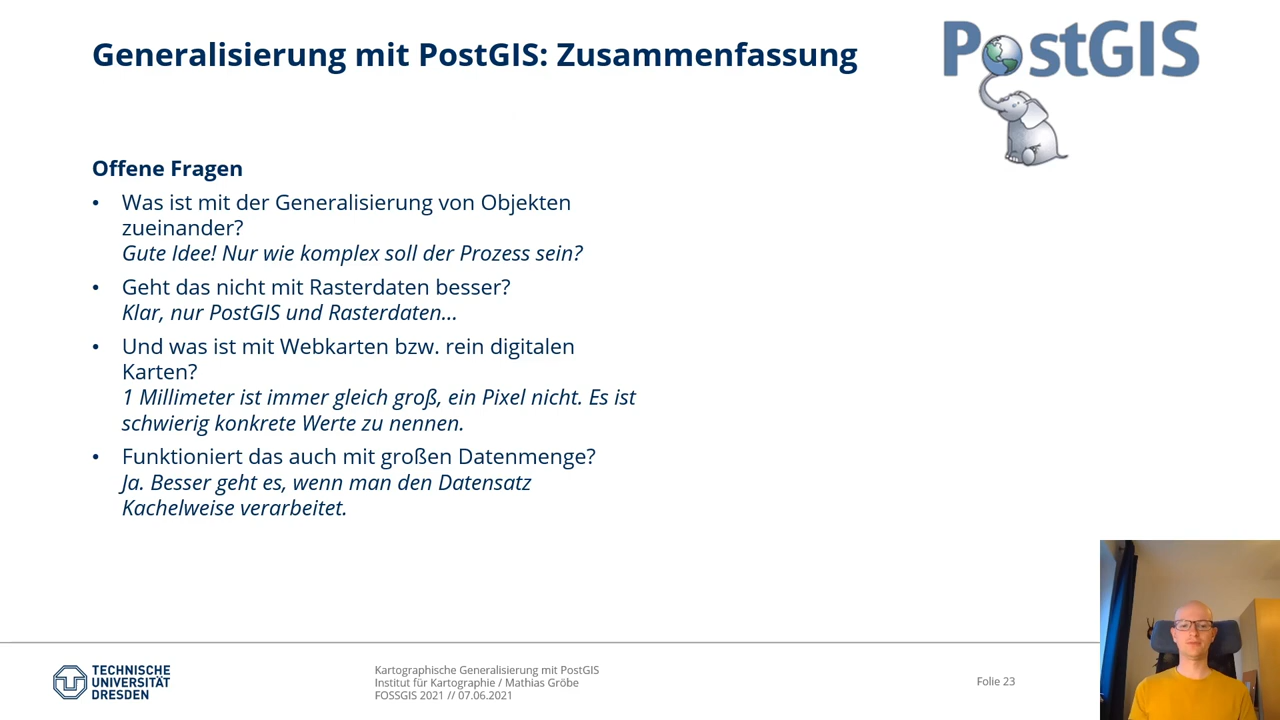 Generalisierung mit PostGIS: Zusammenfassung
PostGIS
Offene Fragen
• Was ist mit der Generalisierung von Objekten
zueinander?
Gute Idee! Nur wie komplex soll der Prozess sein?
• Geht das nicht mit Rasterdaten besser?
Klar, nur PostGIS und Rasterdaten...
• Und was ist mit Webkarten bzw. rein digitalen
Karten?
1 Millimeter ist immer gleich groß, ein Pixel nicht. Es ist
schwierig konkrete Werte zu nennen.
• Funktioniert das auch mit großen Datenmenge?
Ja. Besser geht es, wenn man den Datensatz
Kachelweise verarbeitet.
TECHNISCHE
UNIVERSITÄT
DRESDEN
Kartographische Generalisierung mit PostGIS
Institut für Kartographie / Mathias Gröbe
FOSSGIS 2021 // 07.06.2021
Folie 23